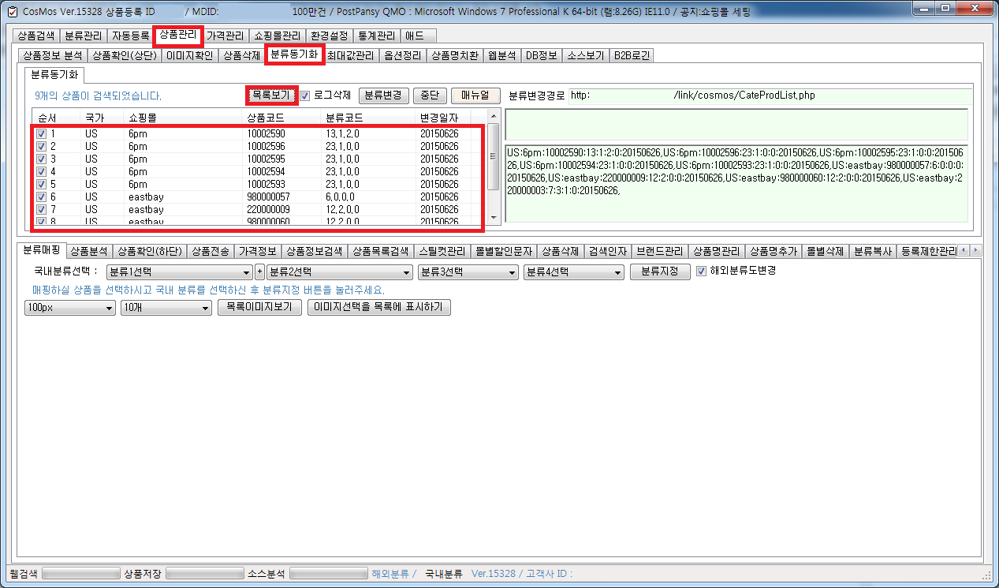 CosMos Ver.15328 상품등록 ID / MDID: 100만건 / PostPansy QMO : Microsoft Windows 7 Professional K 64-bit (램:8.26G) IE11.0 / 공지:쇼핑몰 세팅
상품검색 분류관리 자동등록 상품관리 가격관리 쇼핑몰관리 환경설정 통계관리 애드
상품정보 분석 상품확인(상단) 이미지확인 상품삭제 분류동기화 최대값관리 옵션정리 상품명치환 웹분석 DB정보 소스보기 B2B로긴
분류동기화
9개의 상품이 검색되었습니다. 목록보기 로그삭제 분류변경 중단 매뉴얼 분류변경경로 http: /link/cosmos/CateProdList.php
순서 국가 쇼핑몰 상품코드 분류코드 변경일자
1 US 6pm 10002590 13,1,2,0 20150626
2 US 6pm 10002596 23,1,0,0 20150626
3 US 6pm 10002595 23,1,0,0 20150626
4 US 6pm 10002594 23,1,0,0 20150626
5 US 6pm 10002593 23,1,0,0 20150626
6 US eastbay 980000057 6,0,0,0 20150626
7 US eastbay 220000009 12,2,0,0 20150626
8 US eastbay 980000060 12,2,0,0 20150626
US:6pm:10002590:13:1:2:0:20150626,US:6pm:10002596:23:1:0:0:20150626,US:6pm:10002595:23:1:0:0:201506
26,US:6pm:10002594:23:1:0:0:20150626,US:6pm:10002593:23:1:0:0:20150626,US:eastbay:980000057:6:0:0:0:
20150626,US:eastbay:220000009:12:2:0:0:20150626,US:eastbay:980000060:12:2:0:0:20150626,US:eastbay:2
20000003:7:3:1:0:20150626,
분류매핑 상품분석 상품확인(하단) 상품전송 가격정보 상품정보검색 상품목록검색 스틸컷관리 몰별할인문자 상품삭제 검색인자 브랜드관리 상품명관리 상품명추가 몰별삭제 분류복사 등록제한관리
국내분류선택 : 분류1선택 + 분류2선택 분류3선택 분류4선택 분류지정 해외분류도변경
매핑하실 상품을 선택하시고 국내 분류를 선택하신 후 분류지정 버튼을 눌러주세요.
100px 10개 목록이미지보기 이미지선택을 목록에 표시하기
웹검색 상품저장 소스분석 해외분류 / 국내분류 Ver.15328 / 고객사 ID :